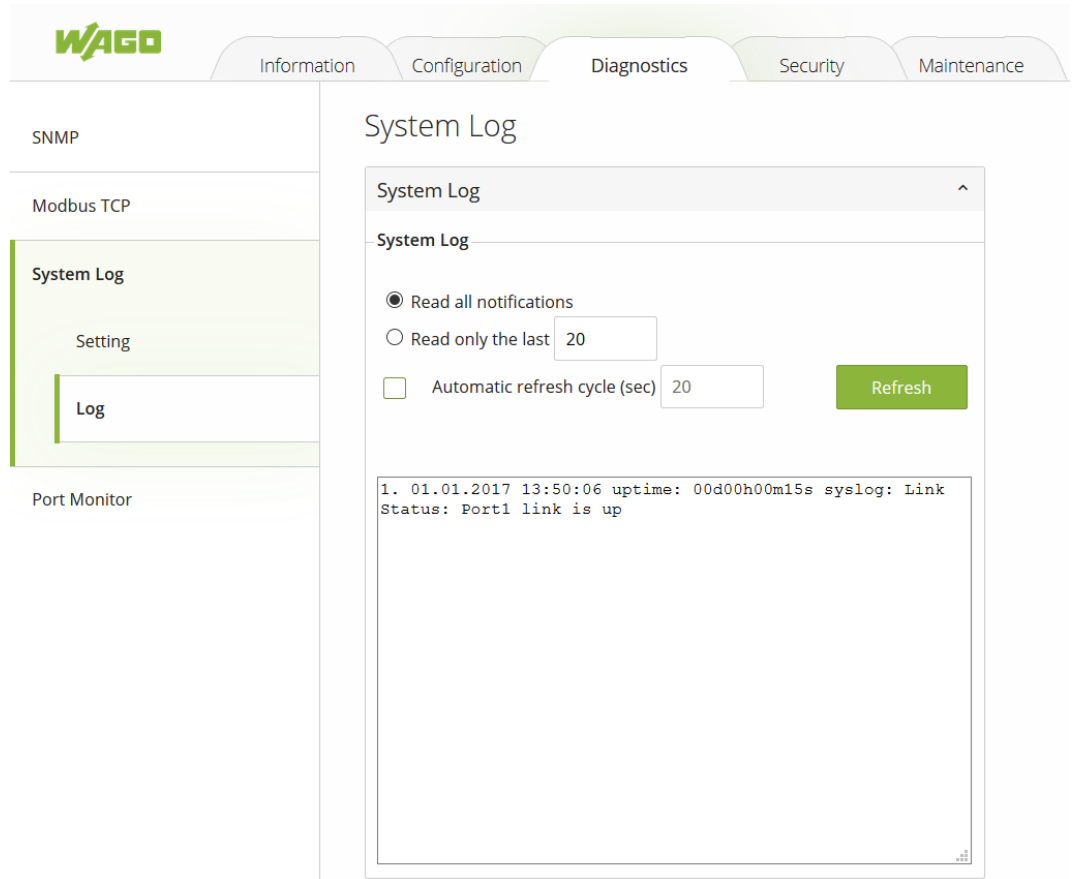 WAGO
Information Configuration Diagnostics Security Maintenance
SNMP
Modbus TCP
System Log
Setting
Log
Port Monitor
System Log
System Log
System Log
Read all notifications
Read only the last 20
Automatic refresh cycle (sec) 20 Refresh
1. 01.01.2017 13:50:06 uptime: 00d00h00m15s syslog: Link
Status: Port1 link is up